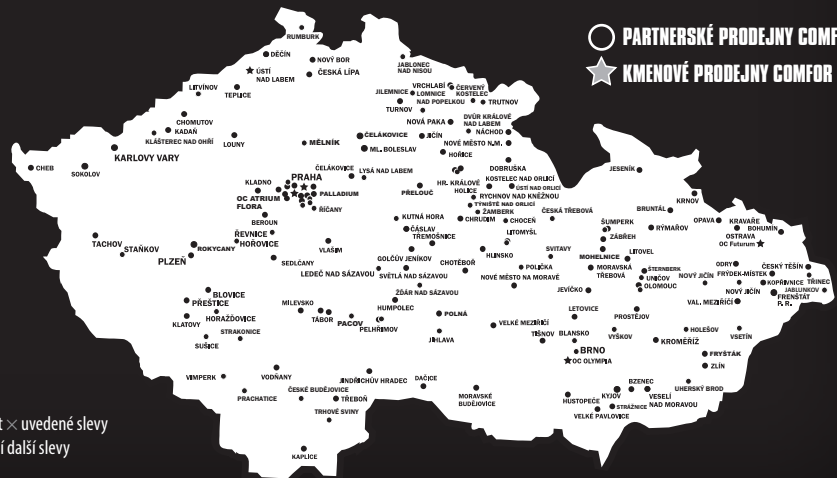 PARTNERSKÉ PRODEJNY COMF
KMENOVÉ PRODEJNY COMFOR
RUMBURK
DĚČÍN
NOVÝ BOR
ÚSTÍ
NAD LABEM
ČESKÁ LÍPA
JABLONEC
NAD NISOU
LITVÍNOV
TEPLICE
VRCHLABÍ
ČERVENÝ
KOSTELEC
JILEMNICE
LOMNICE
NAD POPELKOU
TRUTNOV
TURNOV
CHOMUTOV
KADAŇ
KLÁŠTEREC NAD OHŘÍ
LOUNY
NOVÁ PAKA
DVŮR KRÁLOVÉ
NAD LABEM
ČELÁKOVICE
JIČÍN
NÁCHOD
MĚLNÍK
ML. BOLESLAV
NOVÉ MĚSTO N.M.
HOŘICE
KARLOVY VARY
CHEB
SOKOLOV
ČELÁKOVICE
LYSÁ NAD LABEM
DOBRUŠKA
JESENÍK
PRAHA
KLADNO
PALLADIUM
PŘELOUČ
HR. KRÁLOVÉ
HOLICE
KOSTELEC NAD ORLICÍ
ÚSTÍ NAD ORLICÍ
RYCHNOV NAD KNĚŽNOU
OC ATRIUM
FLORA
TÝNIŠTĚ NAD ORLICÍ
KRNOV
ŘÍČANY
ŽAMBERK
BRUNTÁL
BEROUN
KUTNÁ HORA
CHRUDIM
CHOCEŇ
ČESKÁ TŘEBOVÁ
ŠUMPERK
RÝMAŘOV
OPAVA
KRAVAŘE
BOHUMÍN
ŘEVNICE
ČÁSLAV
LITOMYŠL
ZÁBŘEH
OSTRAVA
OC Futurum
TACHOV
STAŇKOV
ROKYCANY
HOŘOVICE
VLAŠIM
TŘEMOŠNICE
HLINSKO
SVITAVY
MOHELNICE
LITOVEL
PLZEŇ
SEDLČANY
GOLČŮV JENÍKOV
CHOTĚBOŘ
POLIČKA
MORAVSKÁ
TŘEBOVÁ
ŠTERNBERK
UNIČOV
OLOMOUC
ODRY
ČESKÝ TĚŠÍN
LEDEČ NAD SÁZAVOU
SVĚTLÁ NAD SÁZAVOU
NOVÉ MĚSTO NA MORAVĚ
NOVÝ JIČÍN
FRÝDEK-MÍSTEK
KOPŘIVNICE
TŘINEC
JABLUNKOV
BLOVICE
PŘEŠTICE
ŽĎÁR NAD SÁZAVOU
JEVÍČKO
NOVÝ JIČÍN
FRENŠTÁT
P. R.
HUMPOLEC
VAL. MEZIŘÍČÍ
HORAŽĎOVICE
MILEVSKO
TÁBOR
PACOV
PELHŘIMOV
POLNÁ
LETOVICE
PROSTĚJOV
KLATOVY
STRAKONICE
VELKÉ MEZIŘÍČÍ
BLANSKO
TIŠNOV
VYŠKOV
HOLEŠOV
VSETÍN
SUŠICE
JIHLAVA
KROMĚŘÍŽ
BRNO
OC OLYMPIA
FRYŠTÁK
ZLÍN
VIMPERK
VODŇANY
JINDŘICHŮV HRADEC
DAČICE
BZENEC
UHERSKÝ BROD
PRACHATICE
ČESKÉ BUDĚJOVICE
TŘEBOŇ
MORAVSKÉ
BUDĚJOVICE
HUSTOPEČE
KYJOV
VESELÍ
NAD MORAVOU
STRÁŽNICE
VELKÉ PAVLOVICE
TRHOVÉ SVINY
KAPLICE
t × uvedené slevy
í další slevy